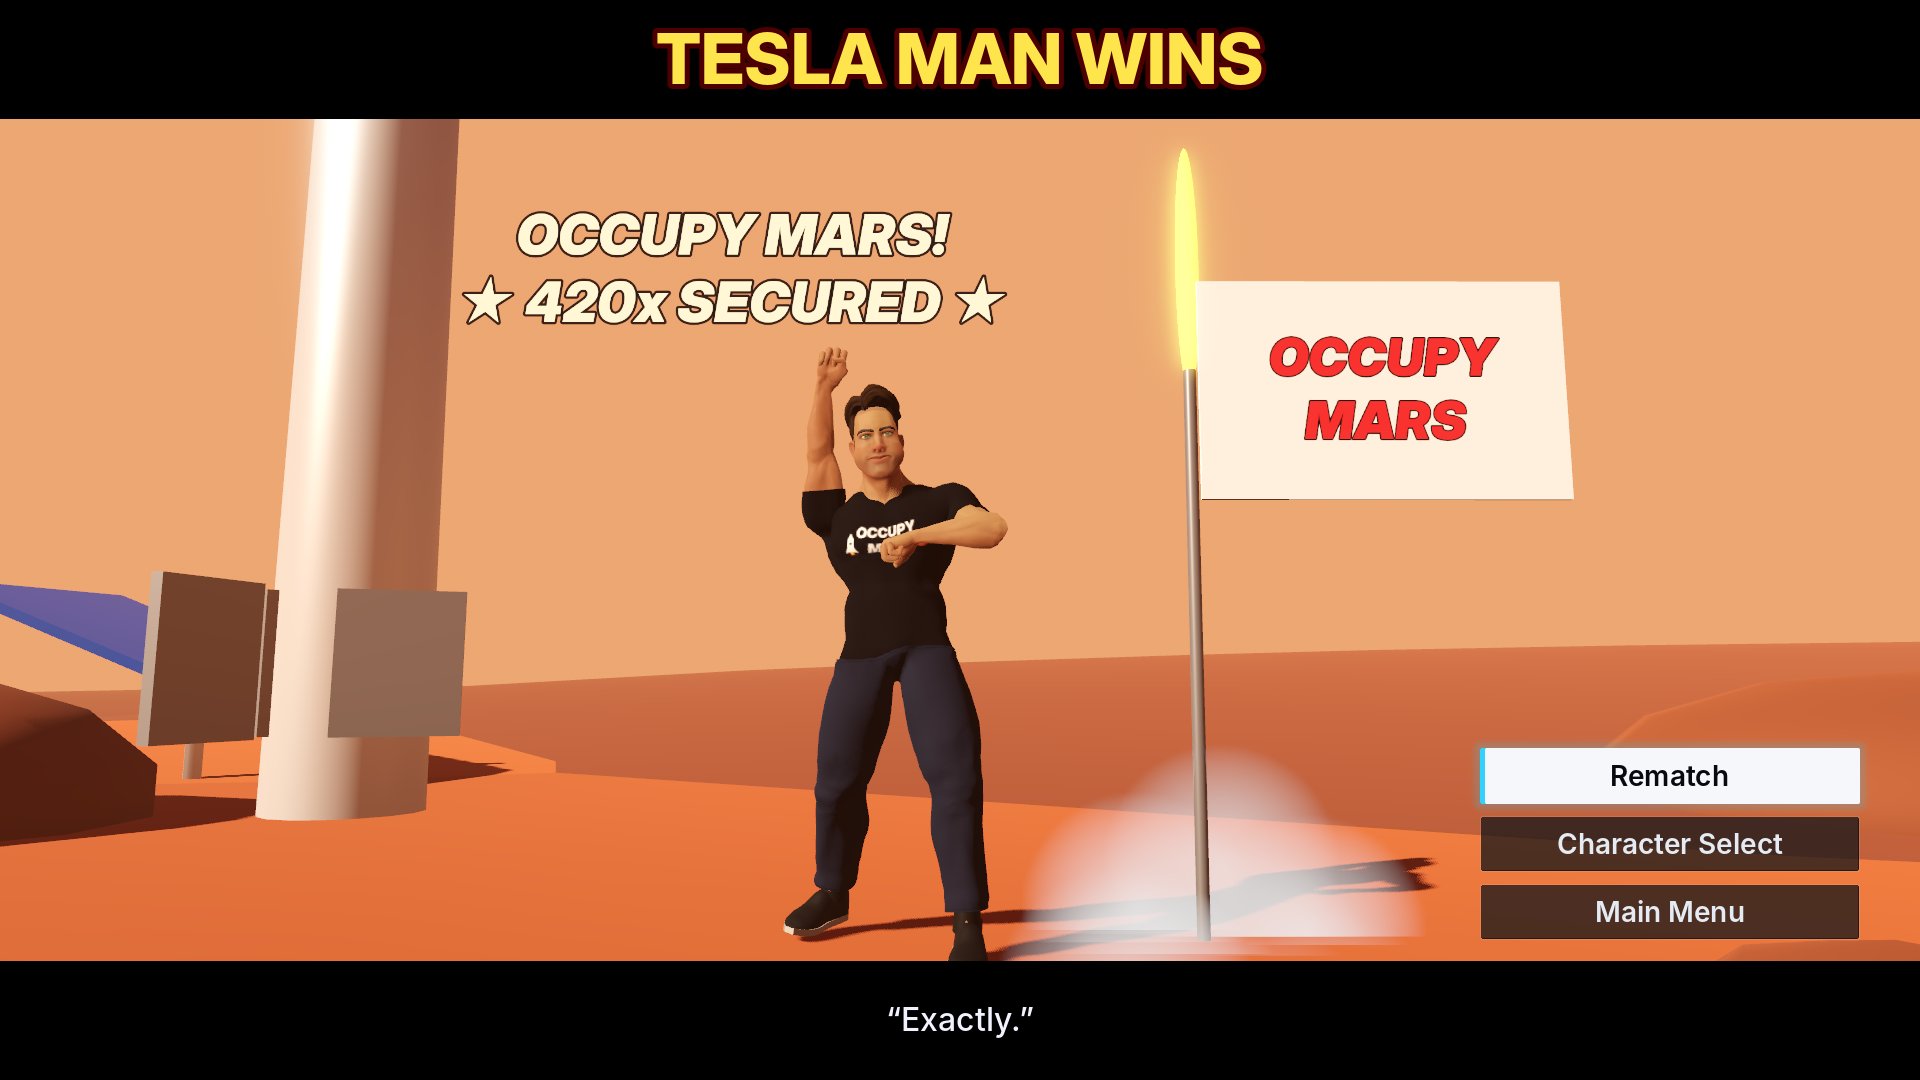 TESLA MAN WINS
OCCUPY MARS!
★ 420x SECURED ★
OCCUPY
MARS
OCCUPY
Rematch
Character Select
Main Menu
“Exactly.”